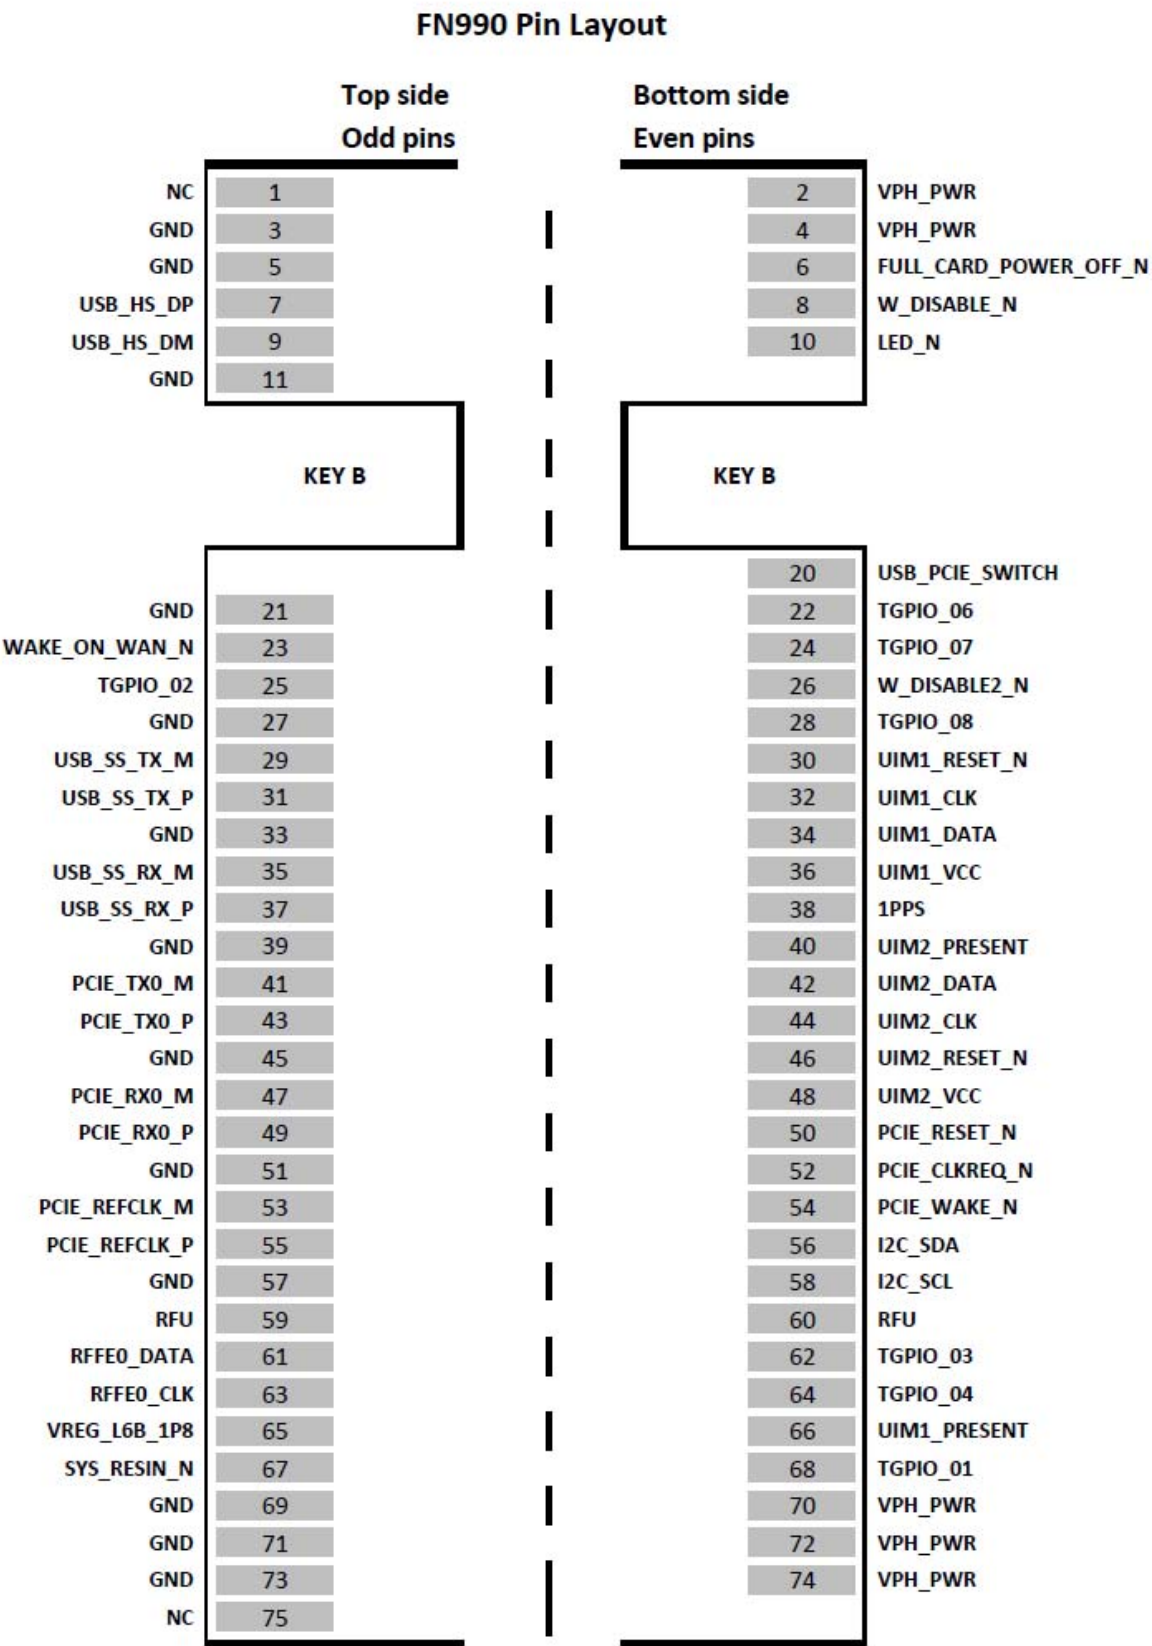 FN990 Pin Layout
Top side Bottom side
Odd pins Even pins
NC 1 2 VPH_PWR
GND 3 4 VPH_PWR
GND 5 6 FULL_CARD_POWER_OFF_N
USB_HS_DP 7 8 W_DISABLE_N
USB_HS_DM 9 10 LED_N
GND 11
KEY B KEY B
20 USB_PCIE_SWITCH
GND 21 22 TGPIO_06
WAKE_ON_WAN_N 23 24 TGPIO_07
TGPIO_02 25 26 W_DISABLE2_N
GND 27 28 TGPIO_08
USB_SS_TX_M 29 30 UIM1_RESET_N
USB_SS_TX_P 31 32 UIM1_CLK
GND 33 34 UIM1_DATA
USB_SS_RX_M 35 36 UIM1_VCC
USB_SS_RX_P 37 38 1PPS
GND 39 40 UIM2_PRESENT
PCIE_TX0_M 41 42 UIM2_DATA
PCIE_TX0_P 43 44 UIM2_CLK
GND 45 46 UIM2_RESET_N
PCIE_RX0_M 47 48 UIM2_VCC
PCIE_RX0_P 49 50 PCIE_RESET_N
GND 51 52 PCIE_CLKREQ_N
PCIE_REFCLK_M 53 54 PCIE_WAKE_N
PCIE_REFCLK_P 55 56 I2C_SDA
GND 57 58 I2C_SCL
RFU 59 60 RFU
RFFE0_DATA 61 62 TGPIO_03
RFFE0_CLK 63 64 TGPIO_04
VREG_L6B_1P8 65 66 UIM1_PRESENT
SYS_RESIN_N 67 68 TGPIO_01
GND 69 70 VPH_PWR
GND 71 72 VPH_PWR
GND 73 74 VPH_PWR
NC 75